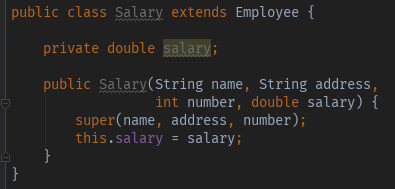 public class Salary extends Employee {
private double salary;
public Salary(String name, String address,
int number, double salary) {
super(name, address, number);
this.salary = salary;
}
}